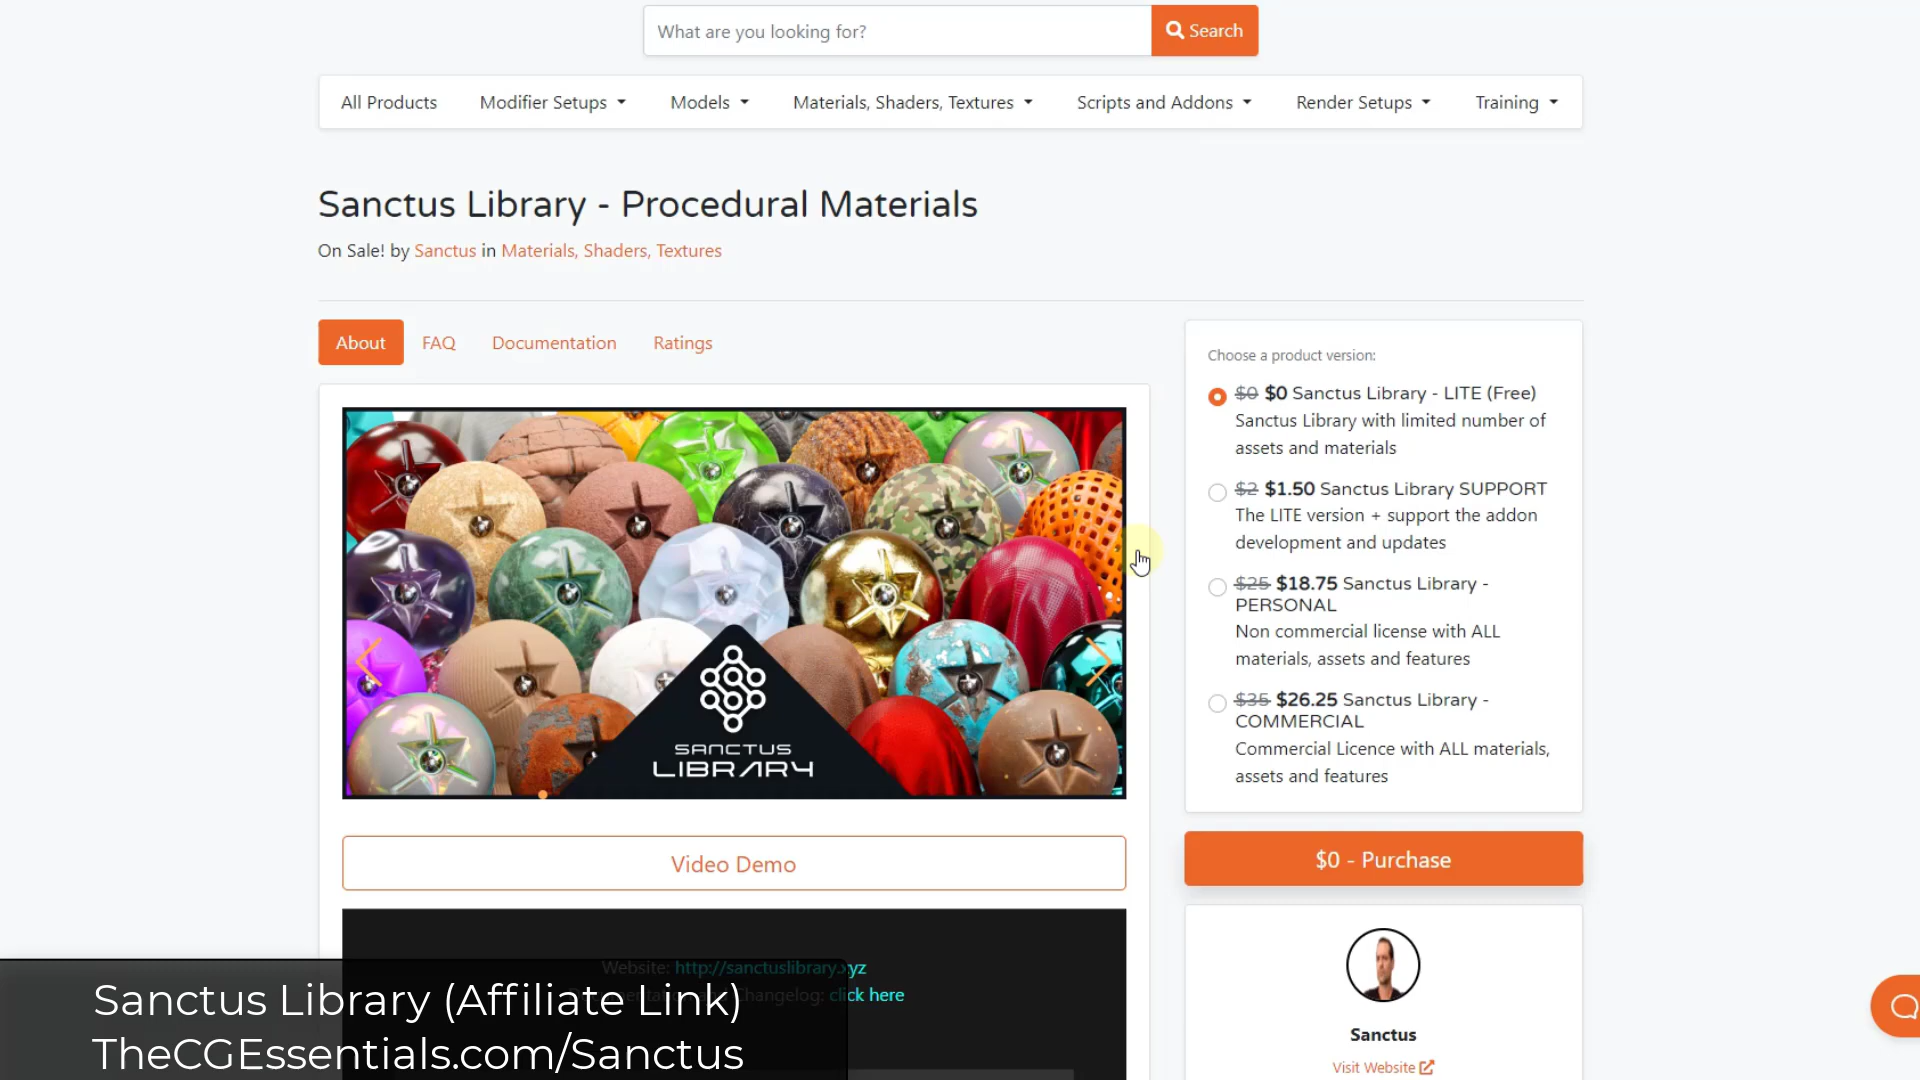 What are you looking for?
Search
All Products
Modifier Setups
Models
Materials, Shaders, Textures
Scripts and Addons
Render Setups
Training
Sanctus Library - Procedural Materials
On Sale! by Sanctus in Materials, Shaders, Textures
About
FAQ
Documentation
Ratings
SANCTUS
LIBRARY
Video Demo
Website: http://sanctuslibrary.xyz
Changelog: click here
Choose a product version:
$0 $0 Sanctus Library - LITE (Free)
Sanctus Library with limited number of
assets and materials
$2 $1.50 Sanctus Library SUPPORT
The LITE version + support the addon
development and updates
$25 $18.75 Sanctus Library -
PERSONAL
Non commercial license with ALL
materials, assets and features
$35 $26.25 Sanctus Library -
COMMERCIAL
Commercial Licence with ALL materials,
assets and features
$0 - Purchase
Sanctus
Visit Website
Sanctus Library (Affiliate Link)
TheCGEssentials.com/Sanctus